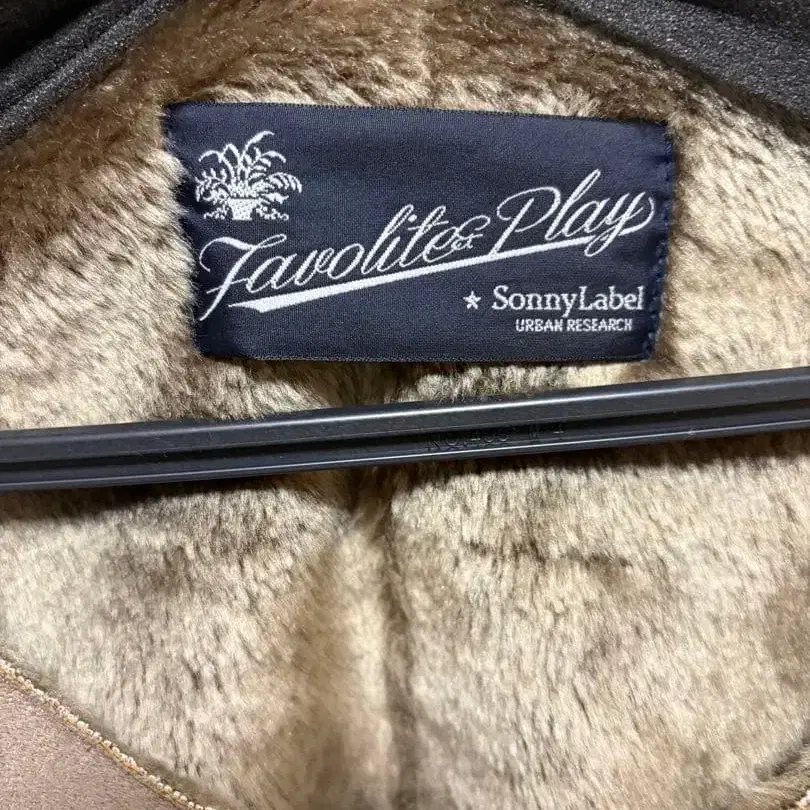 Favolite & Play
★ SonnyLabel
URBAN RESEARCH